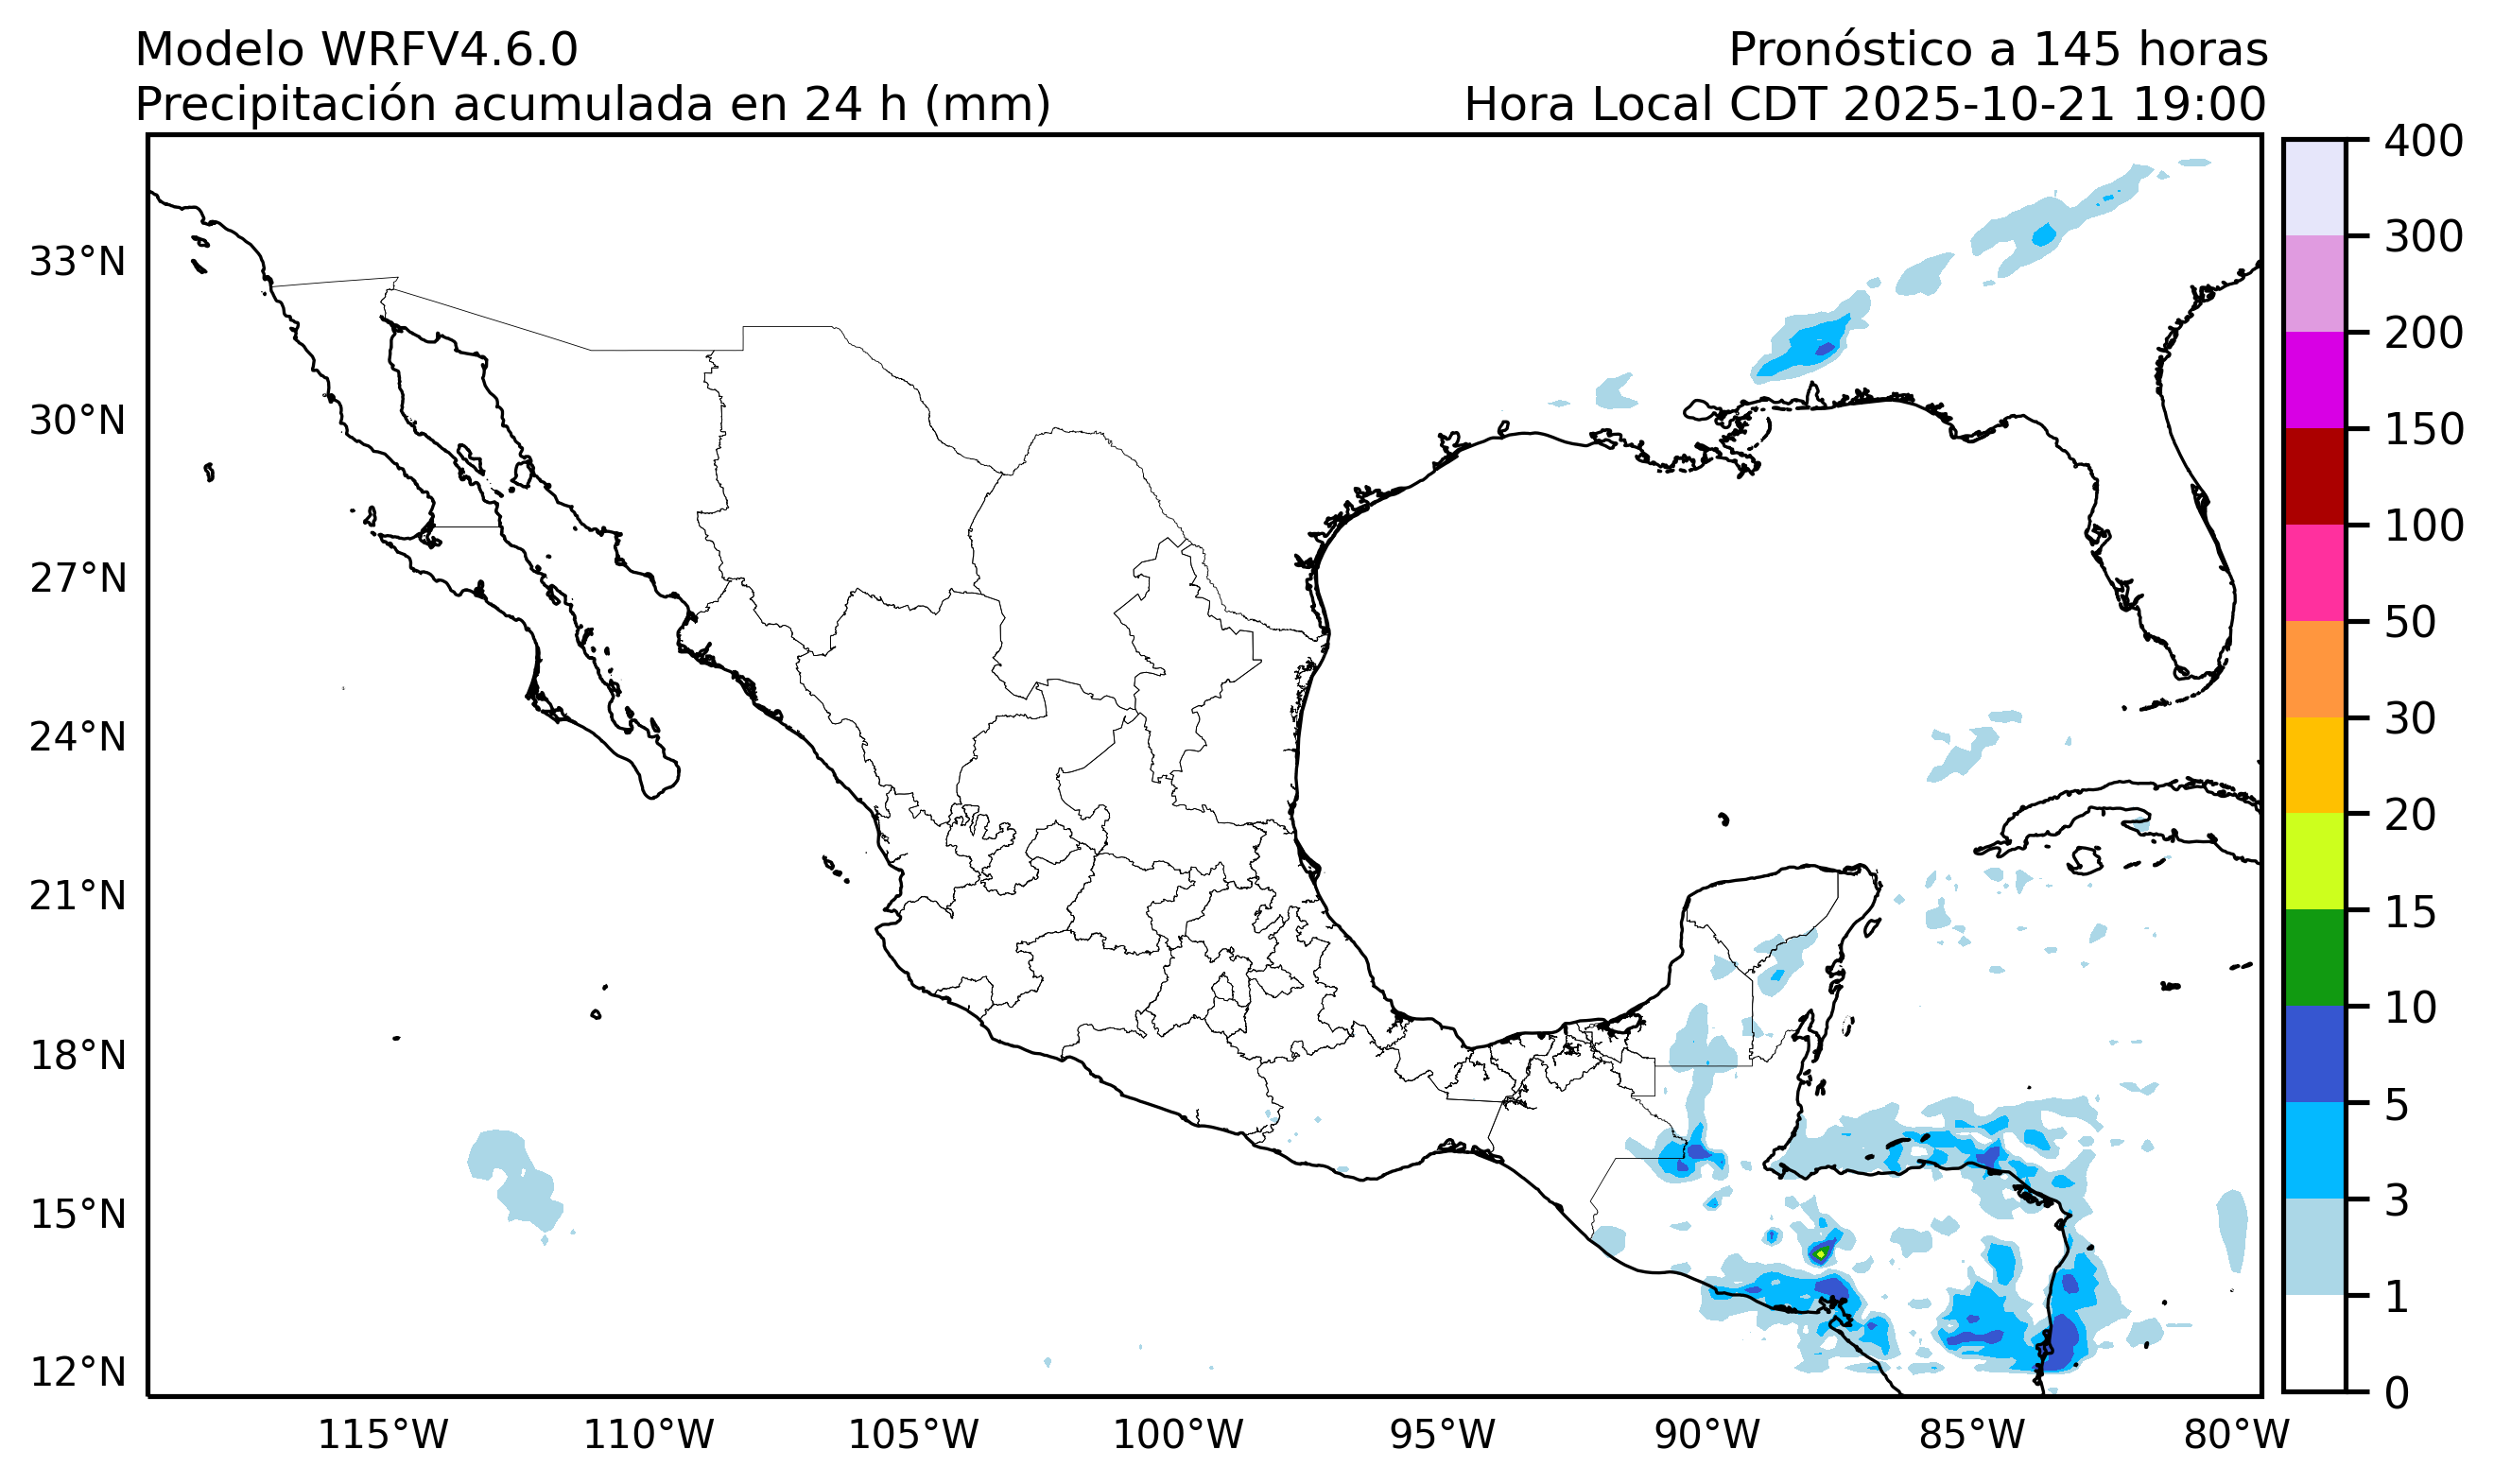 Modelo WRFV4.6.0
Pronóstico a 145 horas
Precipitación acumulada en 24 h (mm)
Hora Local CDT 2025-10-21 19:00
33°N
30°N
27°N
24°N
21°N
18°N
15°N
12°N
115°W
110°W
105°W
100°W
95°W
90°W
85°W
80°W
400
300
200
150
100
50
30
20
15
10
5
3
1
0